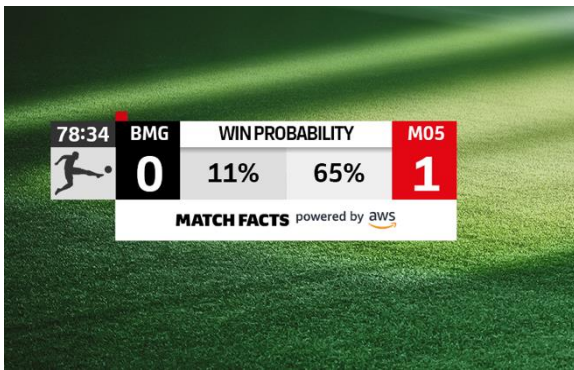 78:34 BMG WIN PROBABILITY M05
0 11% 65% 1
MATCH FACTS powered by aws